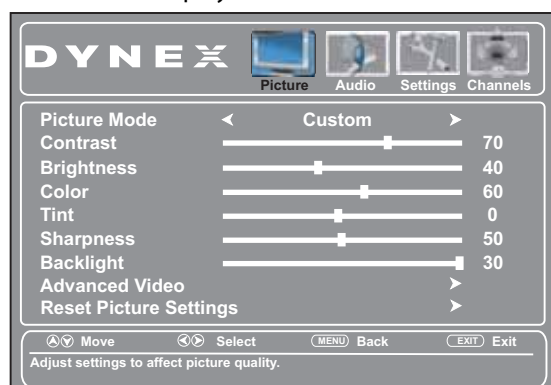 DYNEX
Picture Audio Settings Channels
Picture Mode Custom
Contrast 70
Brightness 40
Color 60
Tint 0
Sharpness 50
Backlight 30
Advanced Video
Reset Picture Settings
Move Select MENU Back EXIT Exit
Adjust settings to affect picture quality.